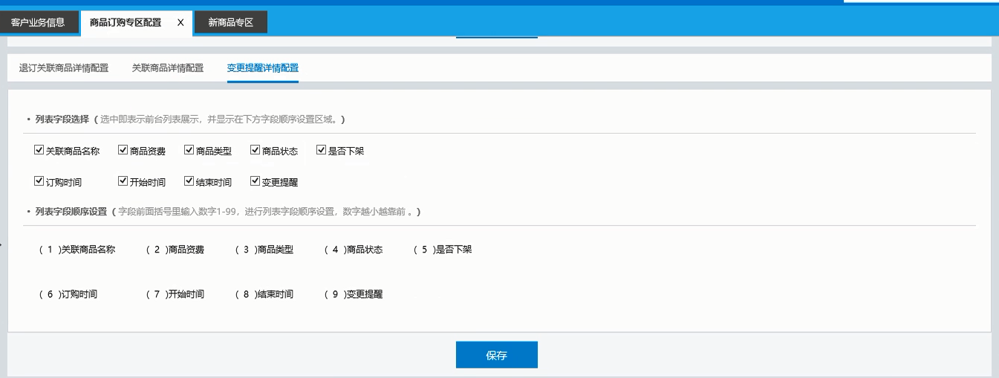 客户业务信息 商品订购专区配置 X 新商品专区
退订关联商品详情配置 关联商品详情配置 变更提醒详情配置
• 列表字段选择 ( 选中即表示前台列表展示，并显示在下方字段顺序设置区域。)
关联商品名称 商品资费 商品类型 商品状态 是否下架
订购时间 开始时间 结束时间 变更提醒
• 列表字段顺序设置 ( 字段前面括号里输入数字1-99，进行列表字段顺序设置，数字越小越靠前 。)
( 1 )关联商品名称 ( 2 )商品资费 ( 3 )商品类型 ( 4 )商品状态 ( 5 )是否下架
( 6 )订购时间 ( 7 )开始时间 ( 8 )结束时间 ( 9 )变更提醒
保存